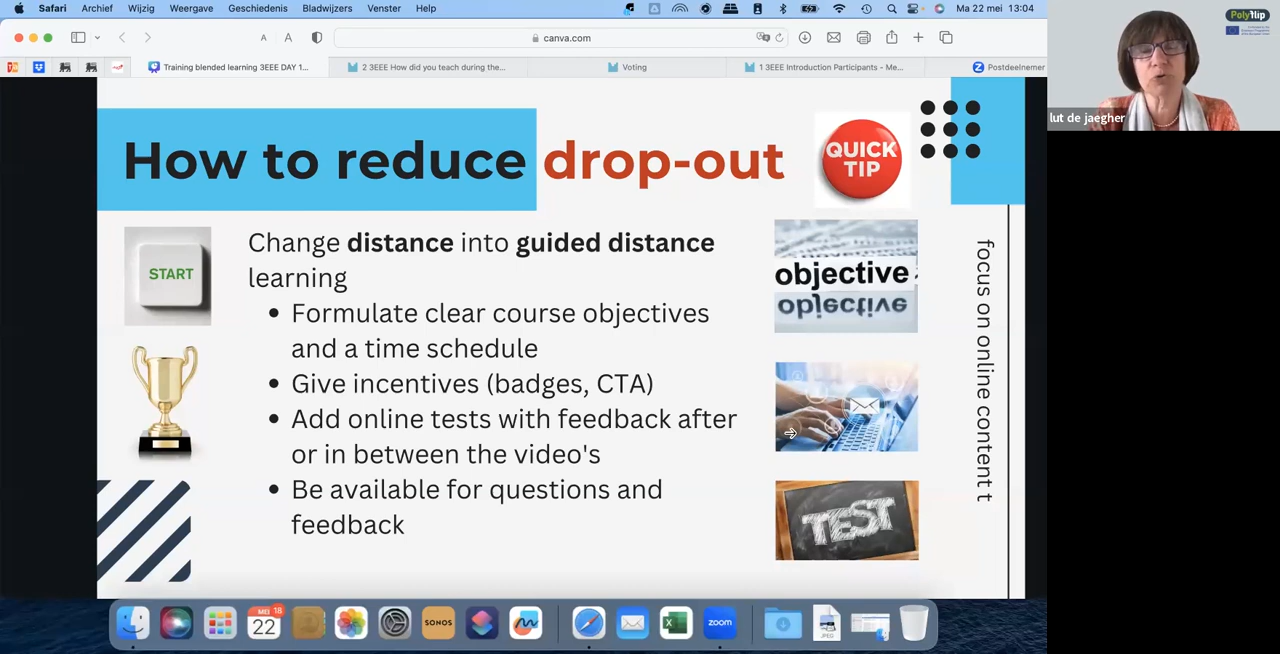 Safari Archief Wijzig Weergave Geschiedenis Bladwijzers Venster Help Ma 22 mei 13:04
A A canva.com
Training blended learning 3EEE DAY 1... 2 3EEE How did you teach during the... Voting 1 3EEE Introduction Participants - Me... Z Postdeelnemer
Polyflip
lut de jaegher
How to reduce drop-out
QUICK
TIP
START
Change distance into guided distance
learning
• Formulate clear course objectives
and a time schedule
• Give incentives (badges, CTA)
• Add online tests with feedback after
or in between the video's
• Be available for questions and
feedback
objective
objective
TEST
focus on online content t
MEI 18
22
SONOS
X
zoom
JPEG